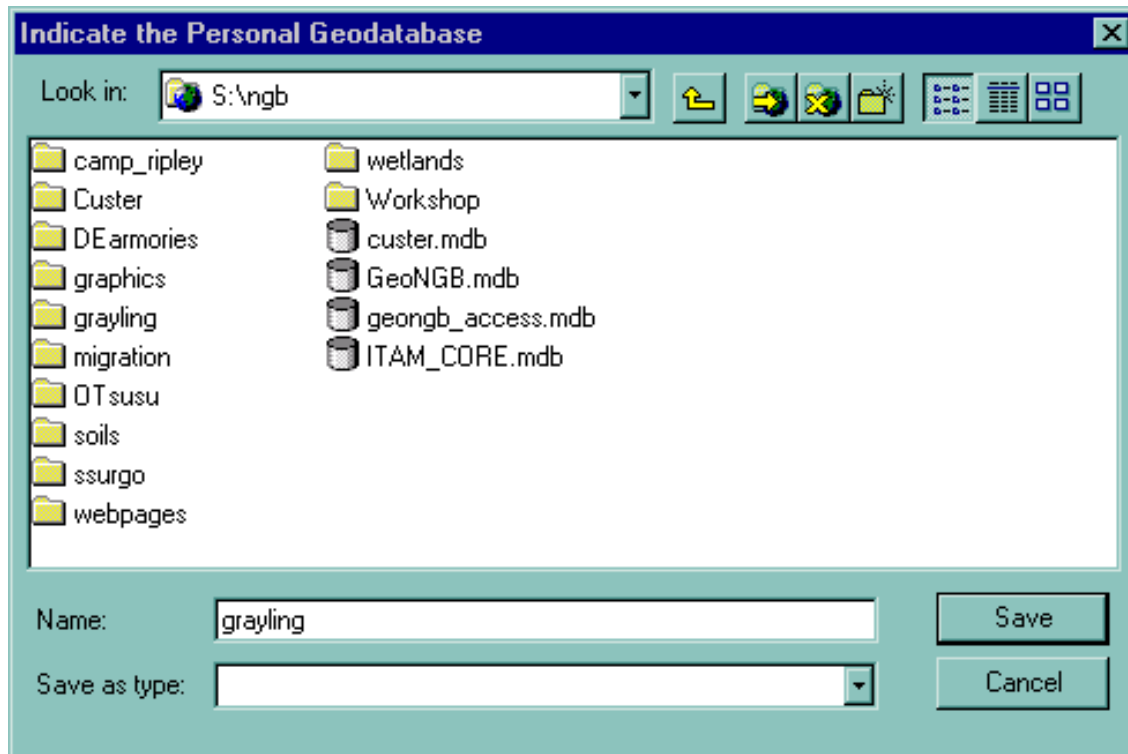 Indicate the Personal Geodatabase
Look in: S:\ngb
camp_ripley
Custer
DEarmories
graphics
grayling
migration
OTsusu
soils
ssurgo
webpages
wetlands
Workshop
custer.mdb
GeoNGB.mdb
geongb_access.mdb
ITAM_CORE.mdb
Name: grayling
Save
Save as type:
Cancel